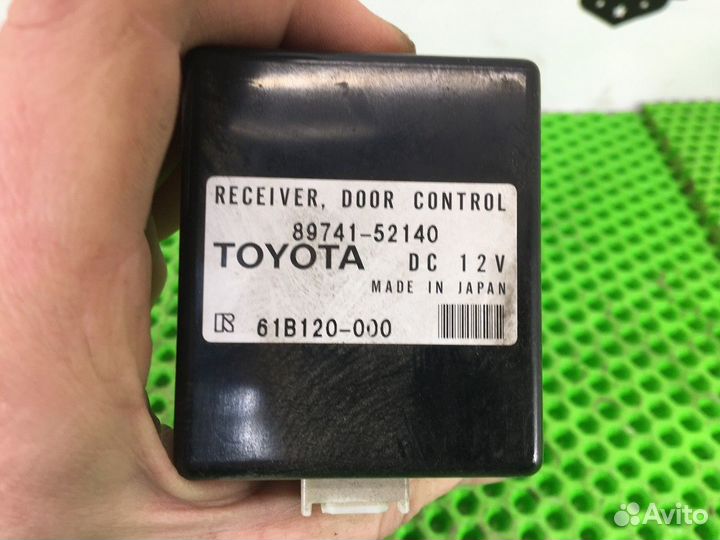 RECEIVER, DOOR CONTROL
89741-52140
TOYOTA DC 12V
MADE IN JAPAN
R 61B120-000
Avito